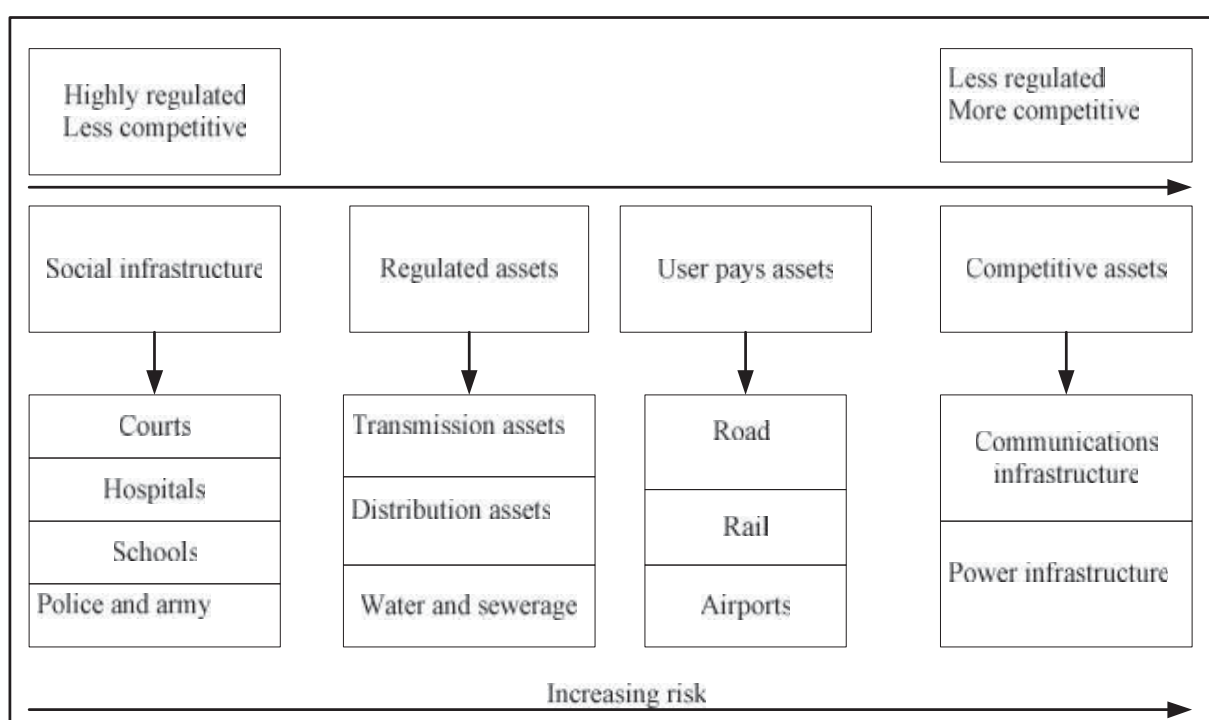 Highly regulated
Less competitive
Less regulated
More competitive
Social infrastructure
Regulated assets
User pays assets
Competitive assets
Courts
Hospitals
Schools
Police and army
Transmission assets
Distribution assets
Water and sewerage
Road
Rail
Airports
Communications
infrastructure
Power infrastructure
Increasing risk